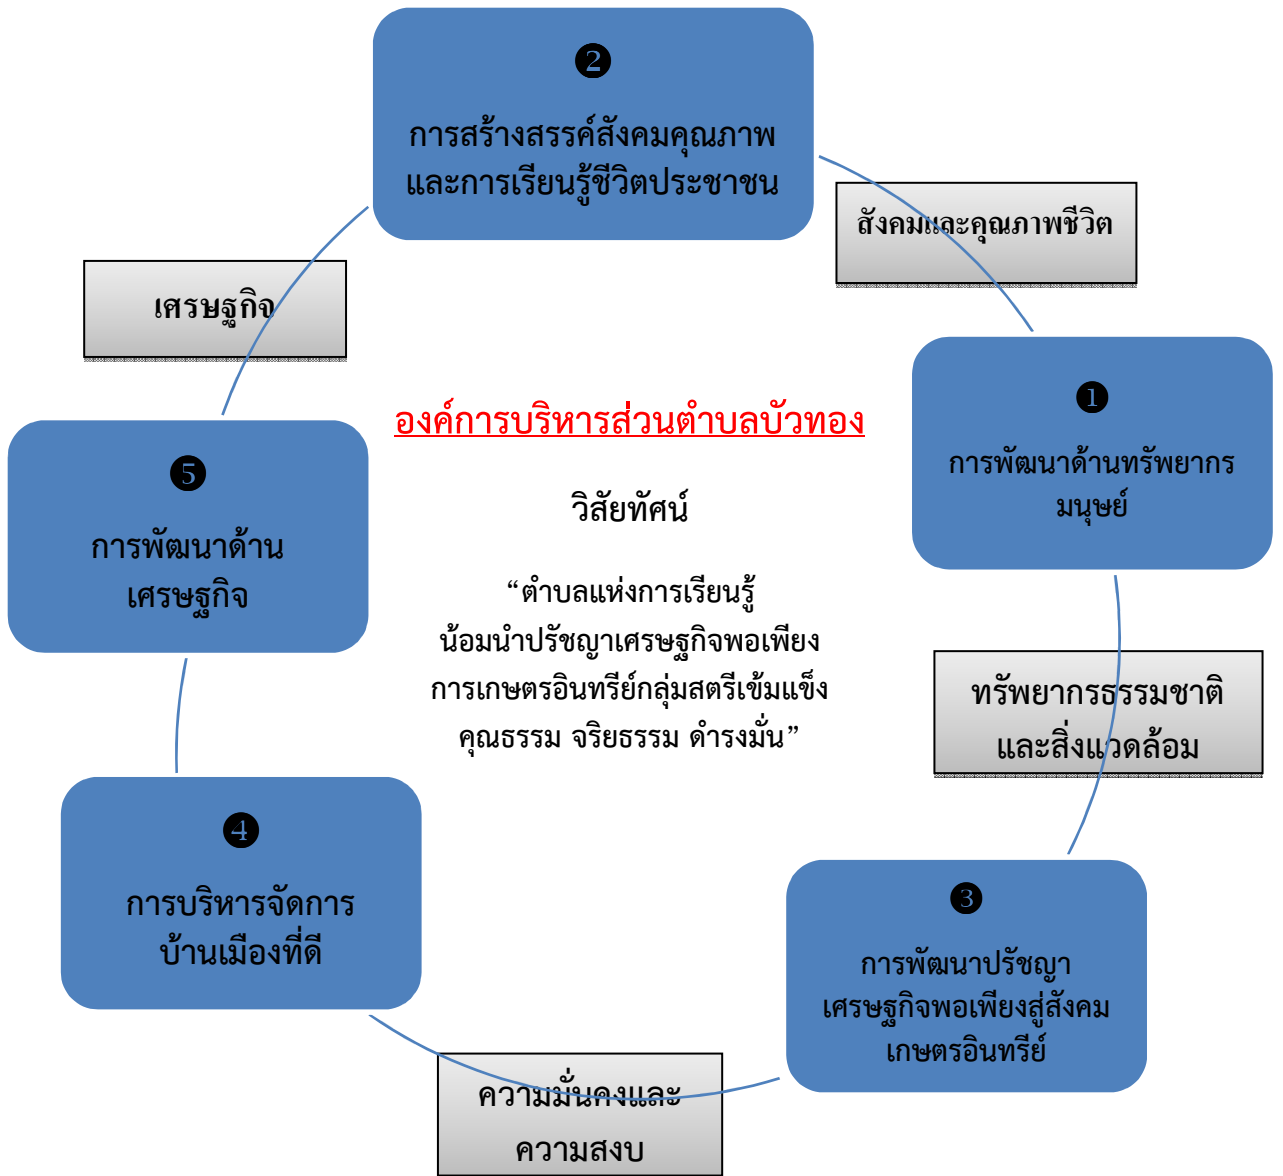 ❷
การสร้างสรรค์สังคมคุณภาพ
และการเรียนรู้ชีวิตประชาชน
สังคมและคุณภาพชีวิต
เศรษฐกิจ
❶
การพัฒนาด้านทรัพยากร
มนุษย์
องค์การบริหารส่วนตำบลบัวทอง
วิสัยทัศน์
“ตำบลแห่งการเรียนรู้
น้อมนำปรัชญาเศรษฐกิจพอเพียง
การเกษตรอินทรีย์กลุ่มสตรีเข้มแข็ง
คุณธรรม จริยธรรม ดำรงมั่น”
❺
การพัฒนาด้าน
เศรษฐกิจ
ทรัพยากรธรรมชาติ
และสิ่งแวดล้อม
❹
การบริหารจัดการ
บ้านเมืองที่ดี
❸
การพัฒนาปรัชญา
เศรษฐกิจพอเพียงสู่สังคม
เกษตรอินทรีย์
ความมั่นคงและ
ความสงบ